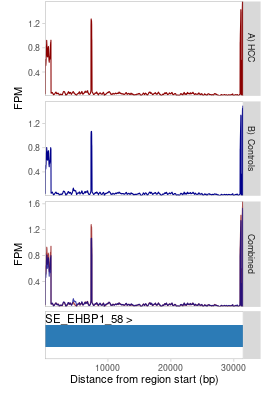 1.2
0.8
0.4
FPM
A) HCC
1.2
0.8
0.4
B) Controls
1.6
1.2
0.8
0.4
FPM
Combined
SE_EHBP1_58 >
10000 20000 30000
Distance from region start (bp)